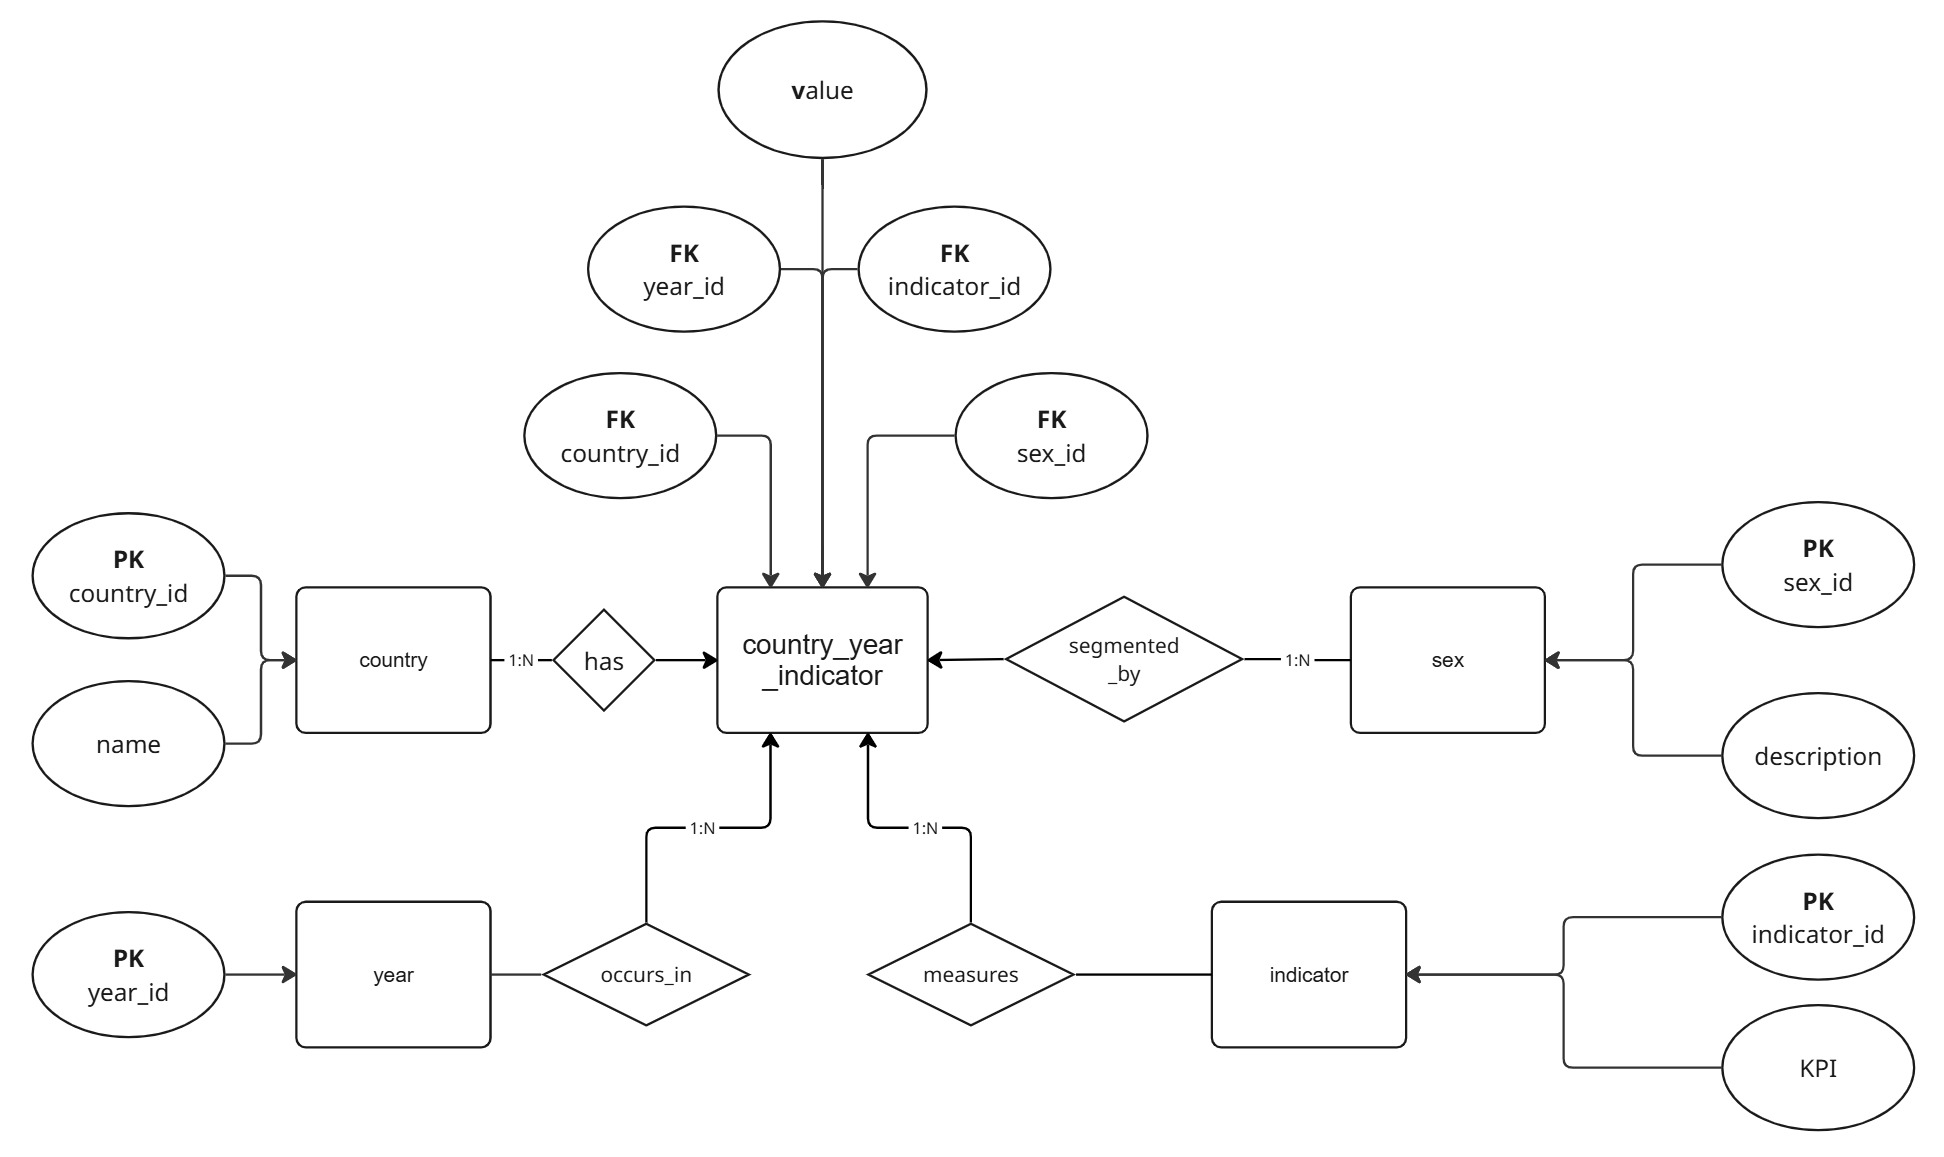 value
FK
year_id
FK
indicator_id
FK
country_id
FK
sex_id
PK
country_id
name
country
1:N
has
country_year
_indicator
segmented
_by
1:N
sex
PK
sex_id
description
1:N
1:N
PK
year_id
year
occurs_in
measures
indicator
PK
indicator_id
KPI